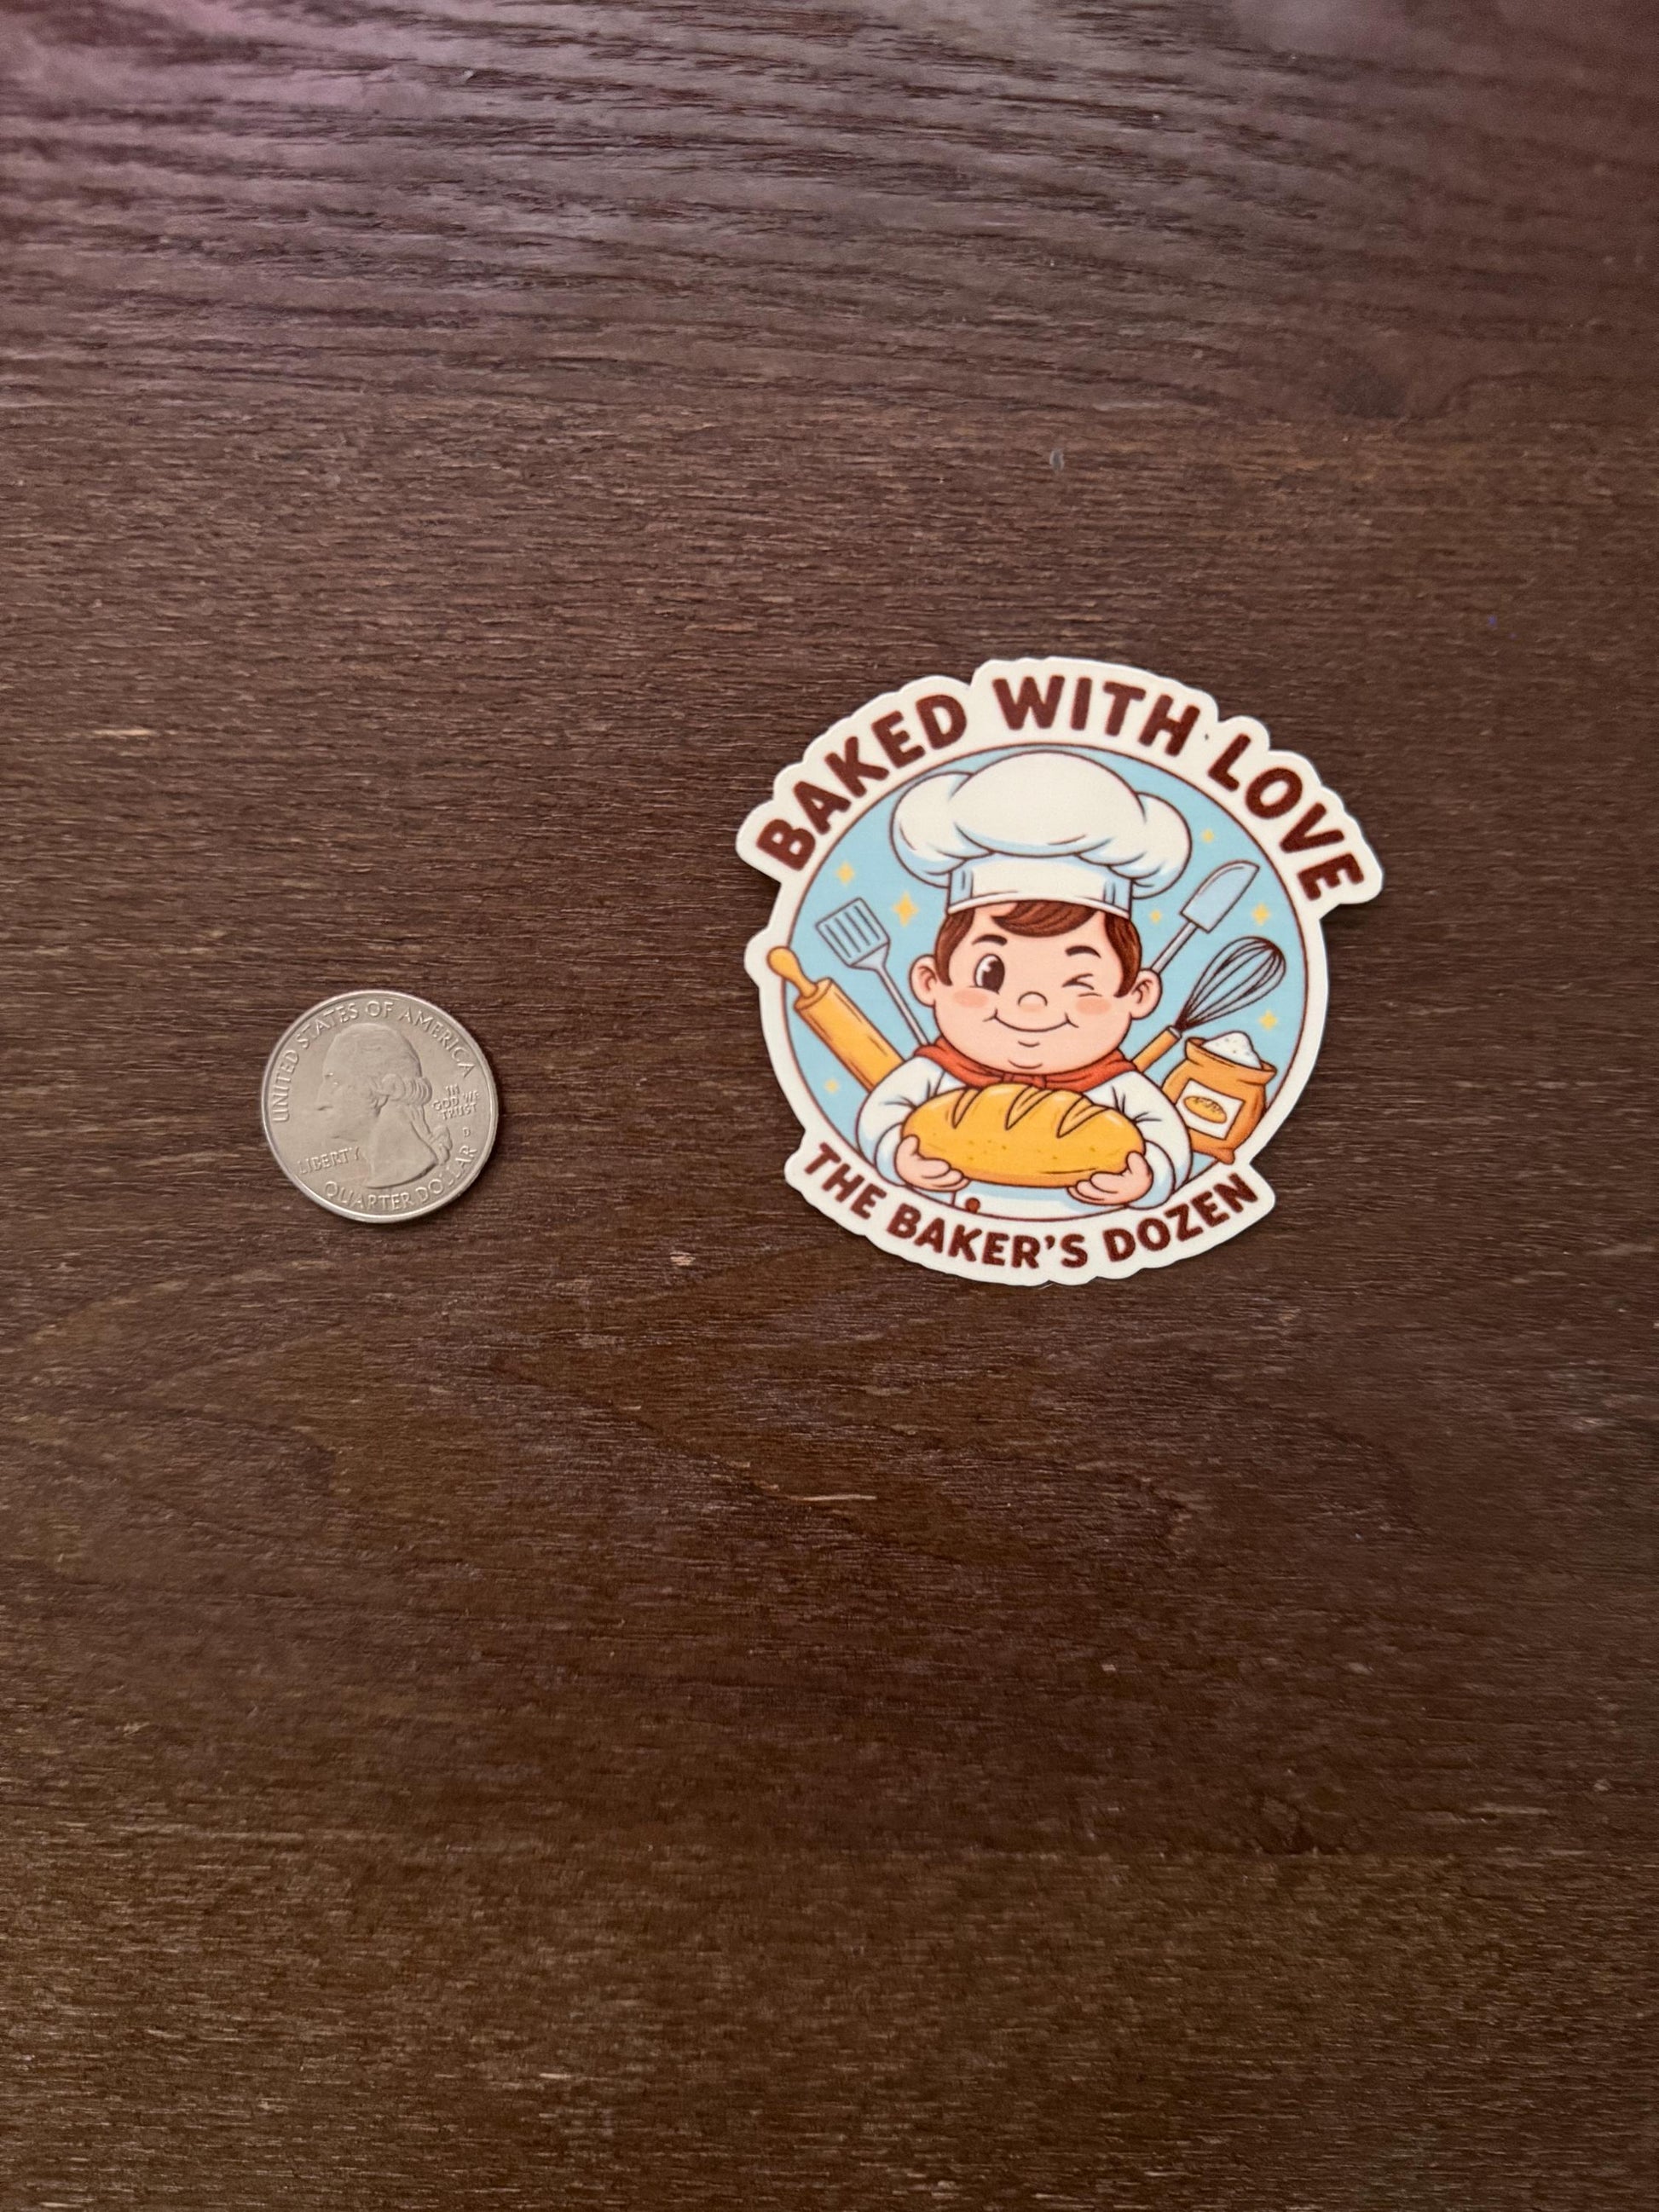 UNITED STATES OF AMERICA
IN
GOD WE
TRUST
D
LIBERTY
QUARTER DOLLAR
BAKED WITH LOVE
THE BAKER'S DOZEN